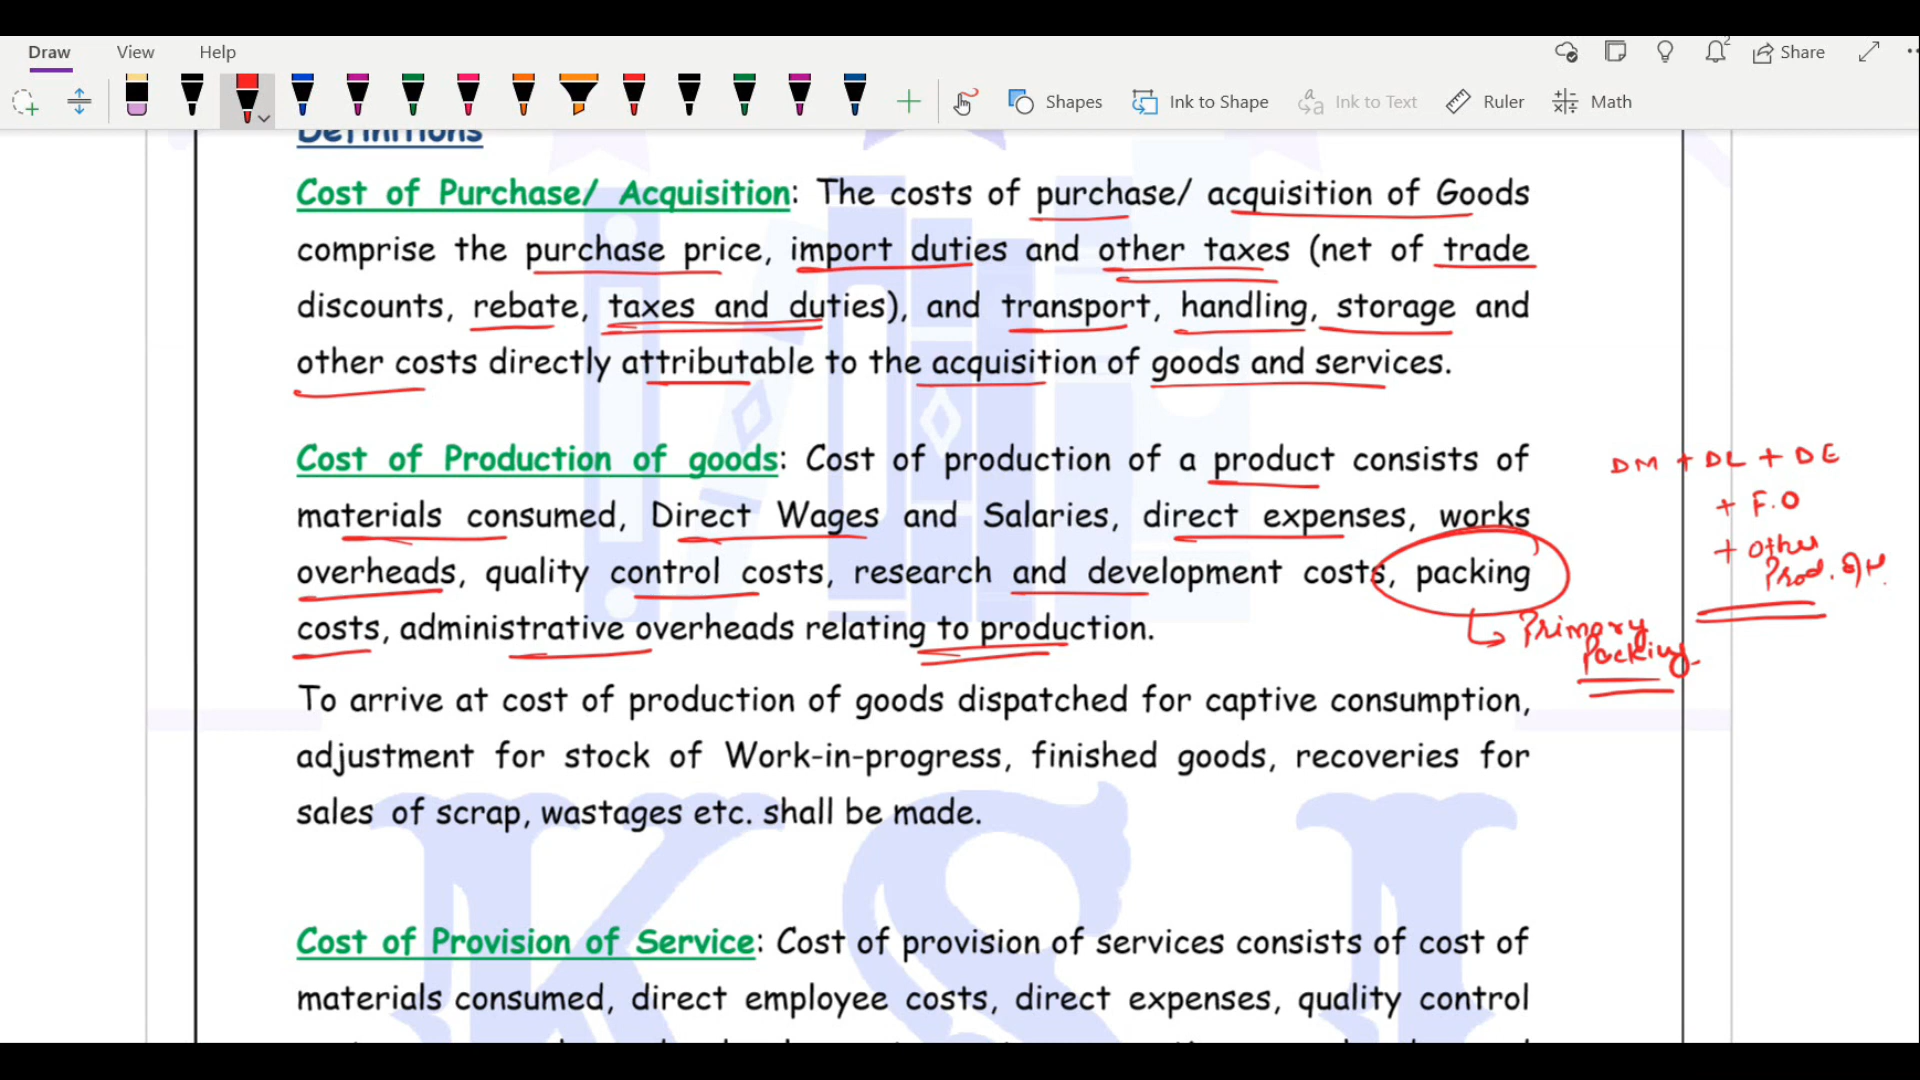 Draw View Help
2
Share
Shapes Ink to Shape Ink to Text Ruler Math
Definitions
Cost of Purchase/ Acquisition: The costs of purchase/ acquisition of Goods
comprise the purchase price, import duties and other taxes (net of trade
discounts, rebate, taxes and duties), and transport, handling, storage and
other costs directly attributable to the acquisition of goods and services.
Cost of Production of goods: Cost of production of a product consists of
materials consumed, Direct Wages and Salaries, direct expenses, works
overheads, quality control costs, research and development costs, packing
costs, administrative overheads relating to production.
DM + DL + DE
+ F.O
+ Other
Prod. O/H.
Primary
Packing
To arrive at cost of production of goods dispatched for captive consumption,
adjustment for stock of Work-in-progress, finished goods, recoveries for
sales of scrap, wastages etc. shall be made.
Cost of Provision of Service: Cost of provision of services consists of cost of
materials consumed, direct employee costs, direct expenses, quality control
KSI